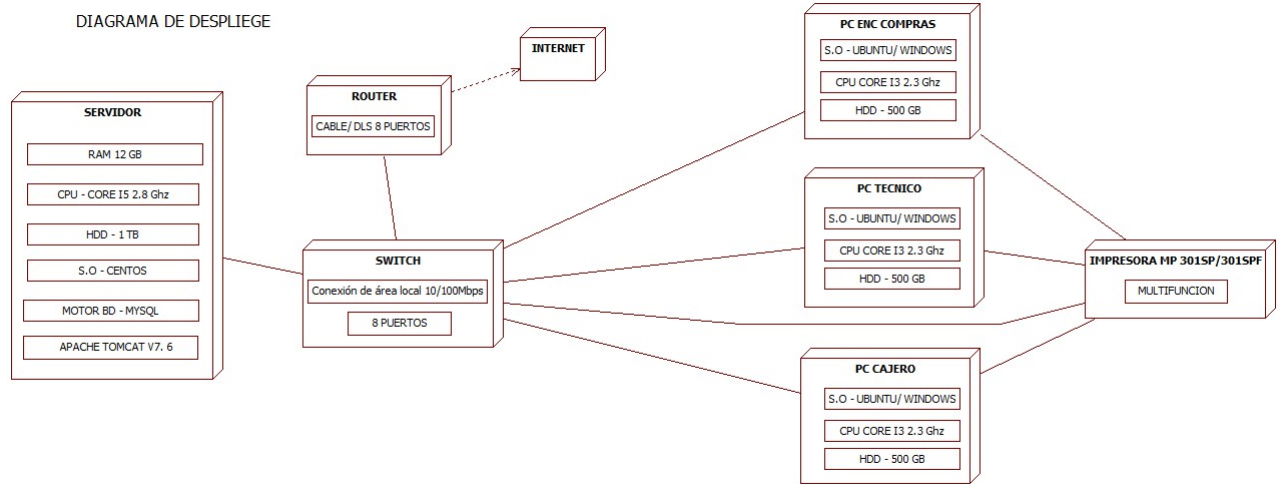 DIAGRAMA DE DESPLIEGE
SERVIDOR
RAM 12 GB
CPU - CORE I5 2.8 Ghz
HDD - 1 TB
S.O - CENTOS
MOTOR BD - MYSQL
APACHE TOMCAT V7. 6
ROUTER
CABLE/ DLS 8 PUERTOS
INTERNET
SWITCH
Conexión de área local 10/100Mbps
8 PUERTOS
PC ENC COMPRAS
S.O - UBUNTU/ WINDOWS
CPU CORE I3 2.3 Ghz
HDD - 500 GB
PC TECNICO
S.O - UBUNTU/ WINDOWS
CPU CORE I3 2.3 Ghz
HDD - 500 GB
PC CAJERO
S.O - UBUNTU/ WINDOWS
CPU CORE I3 2.3 Ghz
HDD - 500 GB
IMPRESORA MP 301SP/301SPF
MULTIFUNCION